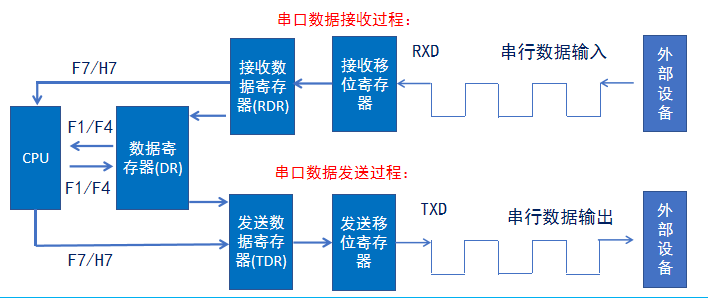 串口数据接收过程：
F7/H7
接收数
据寄存
器(RDR)
接收移
位寄存
器
RXD
串行数据输入
外
部
设
备
CPU
F1/F4
F1/F4
数据寄
存器(DR)
串口数据发送过程：
F7/H7
发送数
据寄存
器(TDR)
发送移
位寄存
器
TXD
串行数据输出
外
部
设
备